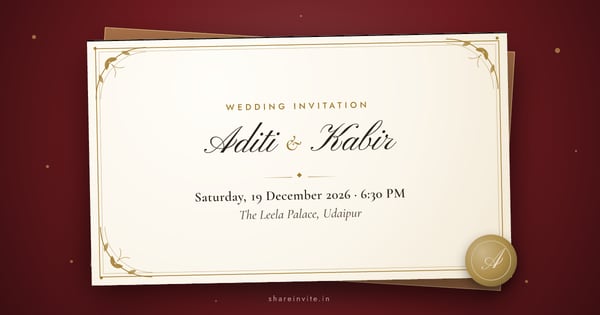 WEDDING INVITATION
Aditi & Kabir
Saturday, 19 December 2026 · 6:30 PM
The Leela Palace, Udaipur
A
shareinvite.in